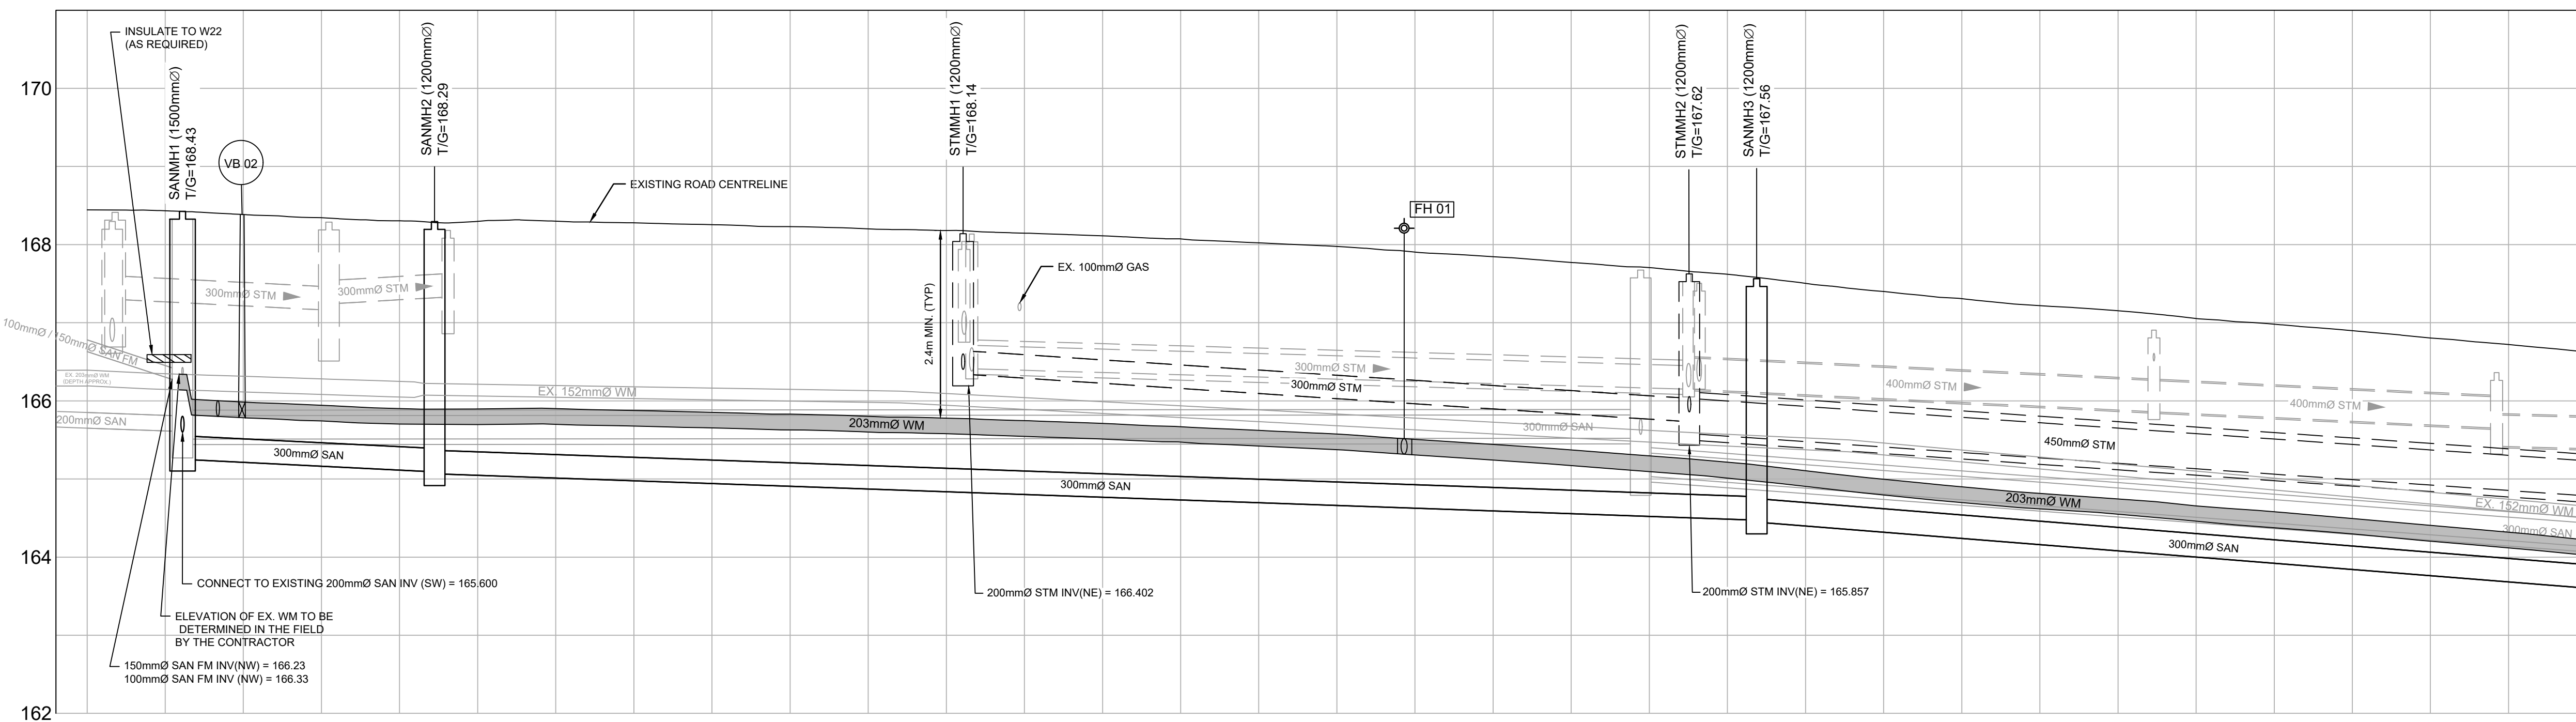 INSULATE TO W22
(AS REQUIRED)
SANMH1 (1500mmØ)
T/G=168.43
VB 02
SANMH2 (1200mmØ)
T/G=168.29
EXISTING ROAD CENTRELINE
STMMH1 (1200mmØ)
T/G=168.14
EX. 100mmØ GAS
FH 01
STMMH2 (1200mmØ)
T/G=167.62
SANMH3 (1200mmØ)
T/G=167.56
170
168
166
164
162
300mmØ STM
300mmØ STM
100mmØ / 150mmØ SAN FM
EX. 203mmØ WM
(DEPTH APPROX.)
200mmØ SAN
EX. 152mmØ WM
2.4m MIN. (TYP)
203mmØ WM
300mmØ SAN
300mmØ STM
300mmØ STM
300mmØ SAN
300mmØ SAN
400mmØ STM
400mmØ STM
450mmØ STM
203mmØ WM
300mmØ SAN
EX. 152mmØ WM
300mmØ SAN
CONNECT TO EXISTING 200mmØ SAN INV (SW) = 165.600
ELEVATION OF EX. WM TO BE
DETERMINED IN THE FIELD
BY THE CONTRACTOR
150mmØ SAN FM INV(NW) = 166.23
100mmØ SAN FM INV (NW) = 166.33
200mmØ STM INV(NE) = 166.402
200mmØ STM INV(NE) = 165.857